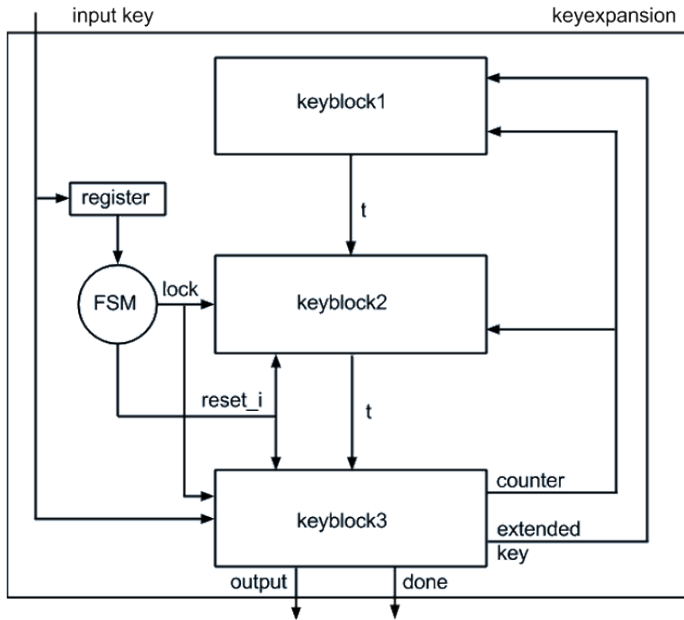 input key
keyexpansion
keyblock1
register
t
lock
FSM
keyblock2
reset_i
t
counter
keyblock3
extended
key
output
done